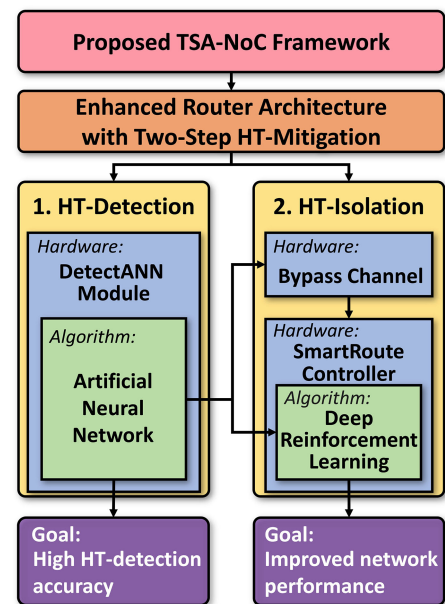 Proposed TSA-NoC Framework
Enhanced Router Architecture
with Two-Step HT-Mitigation
1. HT-Detection
Hardware:
DetectANN
Module
Algorithm:
Artificial
Neural
Network
Goal:
High HT-detection
accuracy
2. HT-Isolation
Hardware:
Bypass Channel
Hardware:
SmartRoute
Controller
Algorithm:
Deep
Reinforcement
Learning
Goal:
Improved network
performance